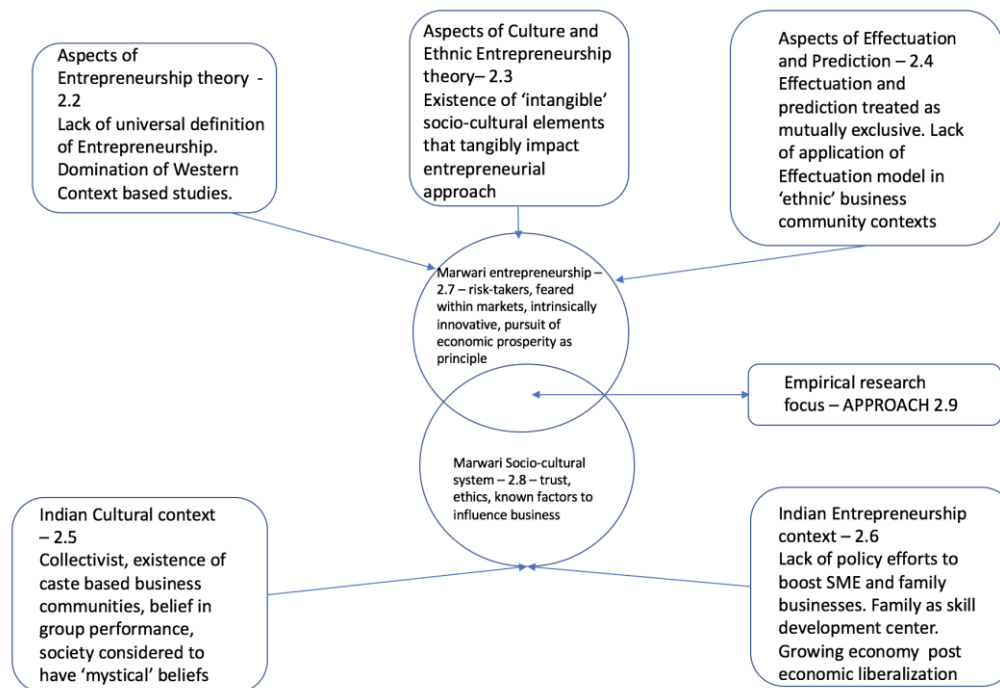 Aspects of
Entrepreneurship theory -
2.2
Lack of universal definition
of Entrepreneurship.
Domination of Western
Context based studies.
Aspects of Culture and
Ethnic Entrepreneurship
theory– 2.3
Existence of ‘intangible’
socio-cultural elements
that tangibly impact
entrepreneurial
approach
Aspects of Effectuation
and Prediction – 2.4
Effectuation and
prediction treated as
mutually exclusive. Lack
of application of
Effectuation model in
‘ethnic’ business
community contexts
Marwari entrepreneurship –
2.7 – risk-takers, feared
within markets, intrinsically
innovative, pursuit of
economic prosperity as
principle
Empirical research
focus – APPROACH 2.9
Marwari Socio-cultural
system – 2.8 – trust,
ethics, known factors to
influence business
Indian Cultural context
– 2.5
Collectivist, existence of
caste based business
communities, belief in
group performance,
society considered to
have ‘mystical’ beliefs
Indian Entrepreneurship
context – 2.6
Lack of policy efforts to
boost SME and family
businesses. Family as skill
development center.
Growing economy post
economic liberalization